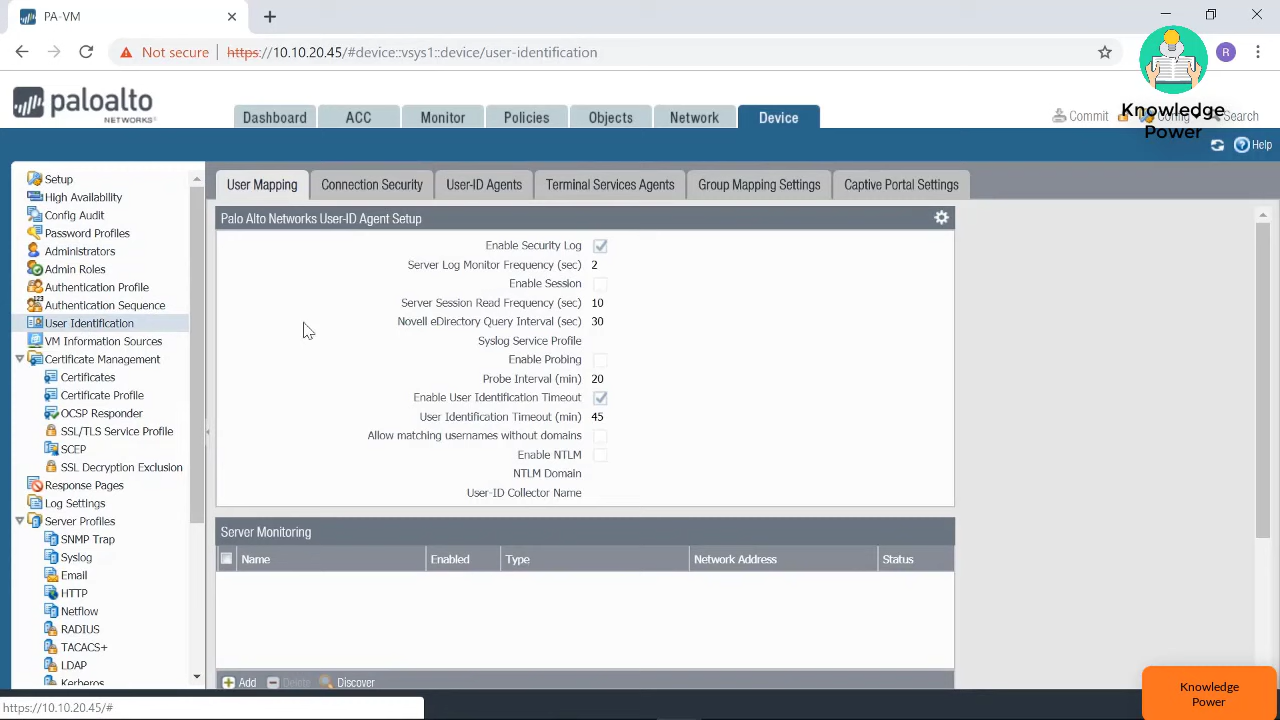 PA-VM
Not secure
https://10.10.20.45/#device::vsys1::device/user-identification
R
paloalto
NETWORKS
Dashboard
ACC
Monitor
Policies
Objects
Network
Device
Commit
Config
Search
Knowledge
Power
Help
Setup
High Availability
Config Audit
Password Profiles
Administrators
Admin Roles
Authentication Profile
Authentication Sequence
User Identification
VM Information Sources
Certificate Management
Certificates
Certificate Profile
OCSP Responder
SSL/TLS Service Profile
SCEP
SSL Decryption Exclusion
Response Pages
Log Settings
Server Profiles
SNMP Trap
Syslog
Email
HTTP
Netflow
RADIUS
TACACS+
LDAP
Kerberos
User Mapping
Connection Security
User-ID Agents
Terminal Services Agents
Group Mapping Settings
Captive Portal Settings
Palo Alto Networks User-ID Agent Setup
Enable Security Log
Server Log Monitor Frequency (sec) 2
Enable Session
Server Session Read Frequency (sec) 10
Novell eDirectory Query Interval (sec) 30
Syslog Service Profile
Enable Probing
Probe Interval (min) 20
Enable User Identification Timeout
User Identification Timeout (min) 45
Allow matching usernames without domains
Enable NTLM
NTLM Domain
User-ID Collector Name
Server Monitoring
Name Enabled Type Network Address Status
Add Delete Discover
https://10.10.20.45/#
Knowledge
Power